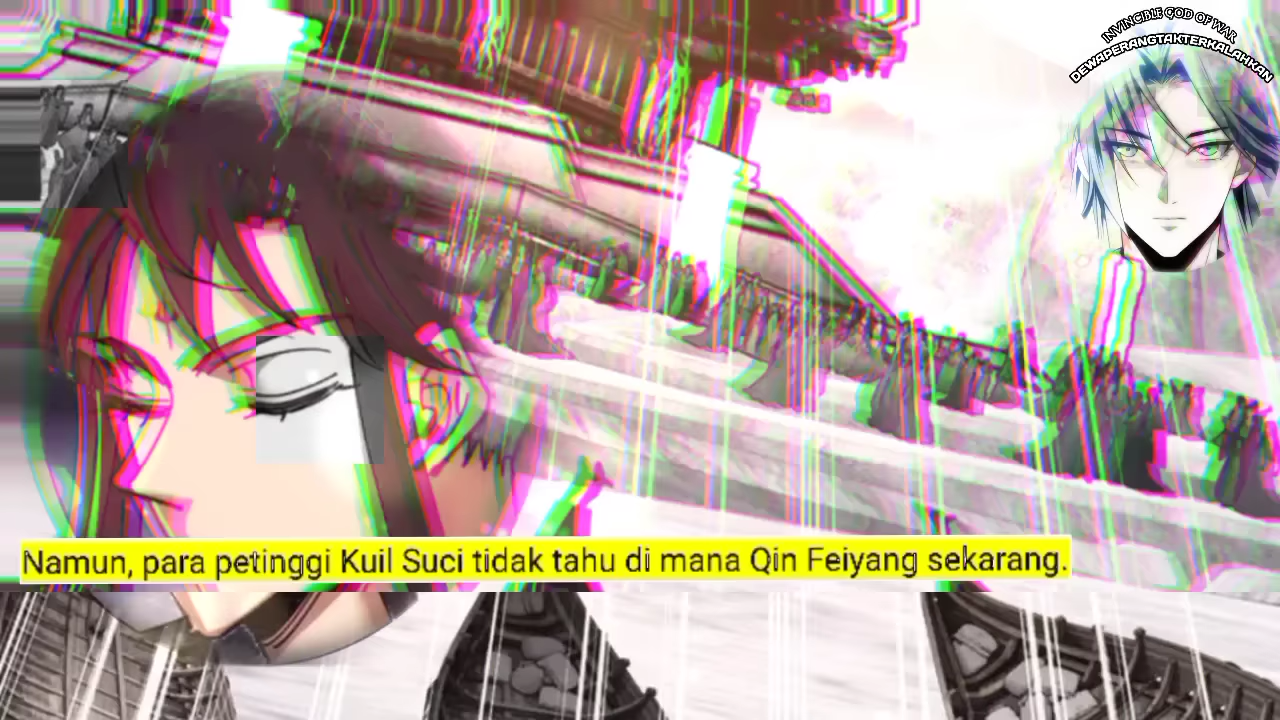 INVINCIBLE GOD OF WAR
DEWAPERANGTAKTERKALAHKAN
Namun, para petinggi Kuil Suci tidak tahu di mana Qin Feiyang sekarang.